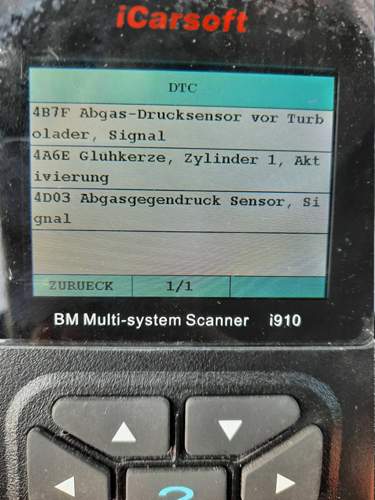 iCarsoft
DTC
4B7F Abgas-Drucksensor vor Turb
olader, Signal
4A6E Gluhkerze, Zylinder 1, Akt
ivierung
4D03 Abgasgegendruck Sensor, Si
gnal
ZURUECK 1/1
BM Multi-system Scanner i910
?